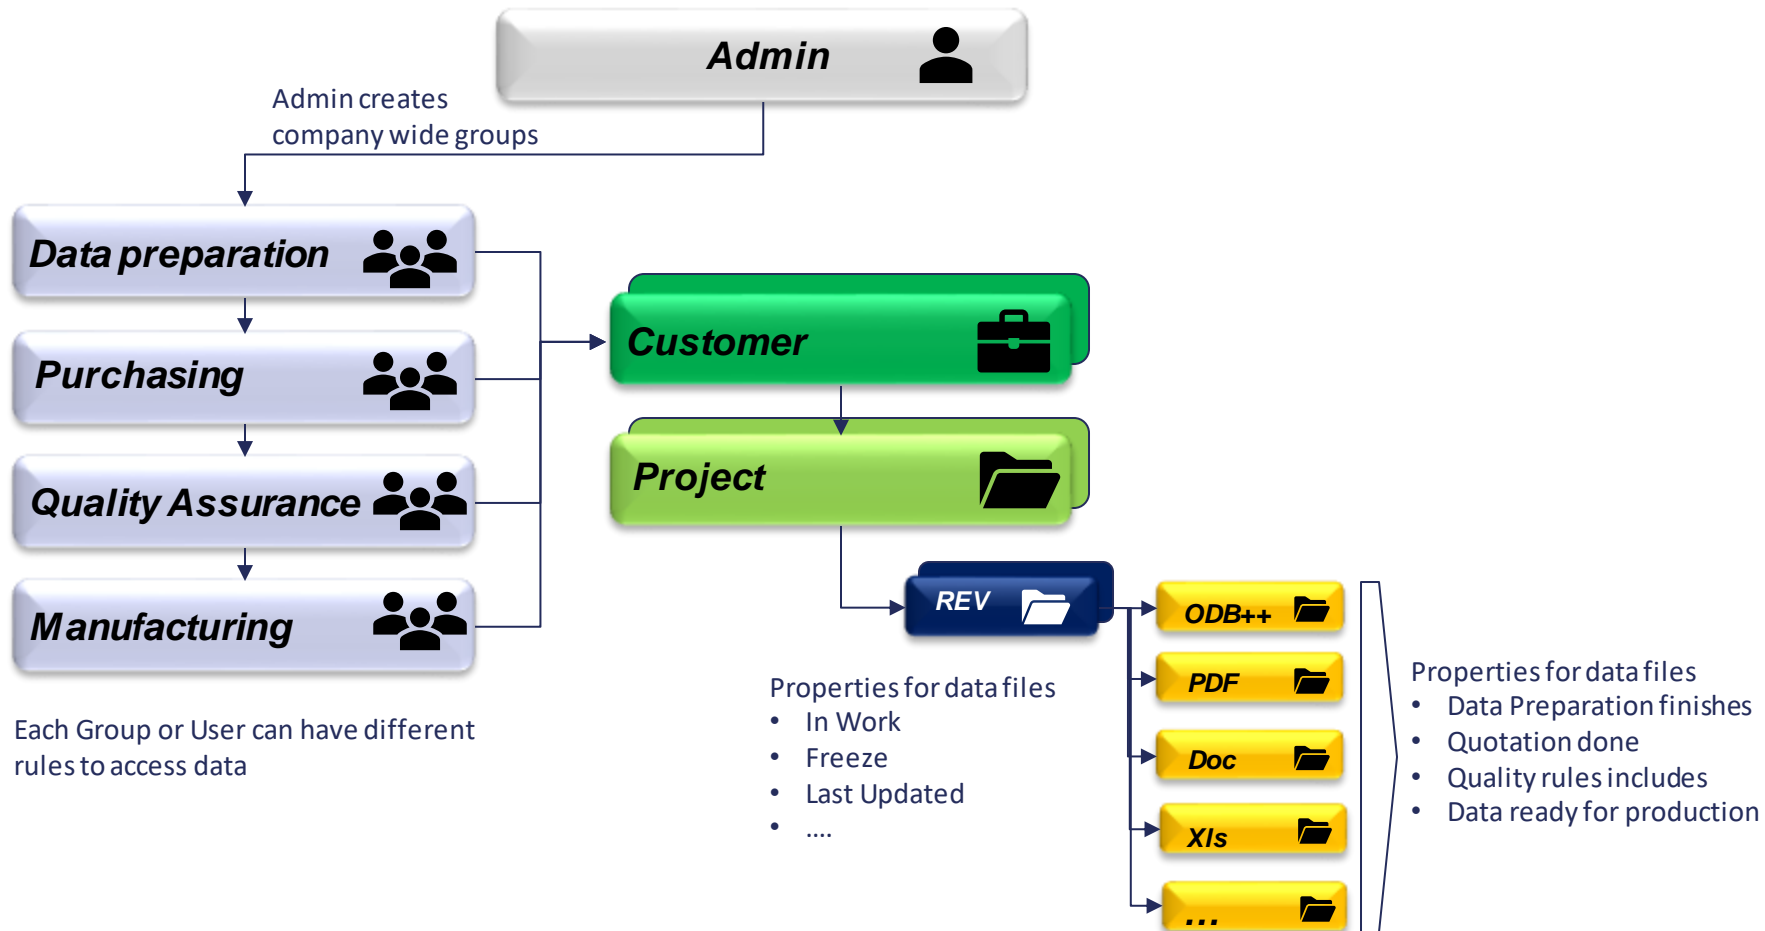 Admin
Admin creates
company wide groups
Data preparation
Purchasing
Quality Assurance
Manufacturing
Each Group or User can have different
rules to access data
Customer
Project
REV
Properties for data files
• In Work
• Freeze
• Last Updated
• ....
ODB++
PDF
Doc
Xls
...
Properties for data files
• Data Preparation finishes
• Quotation done
• Quality rules includes
• Data ready for production